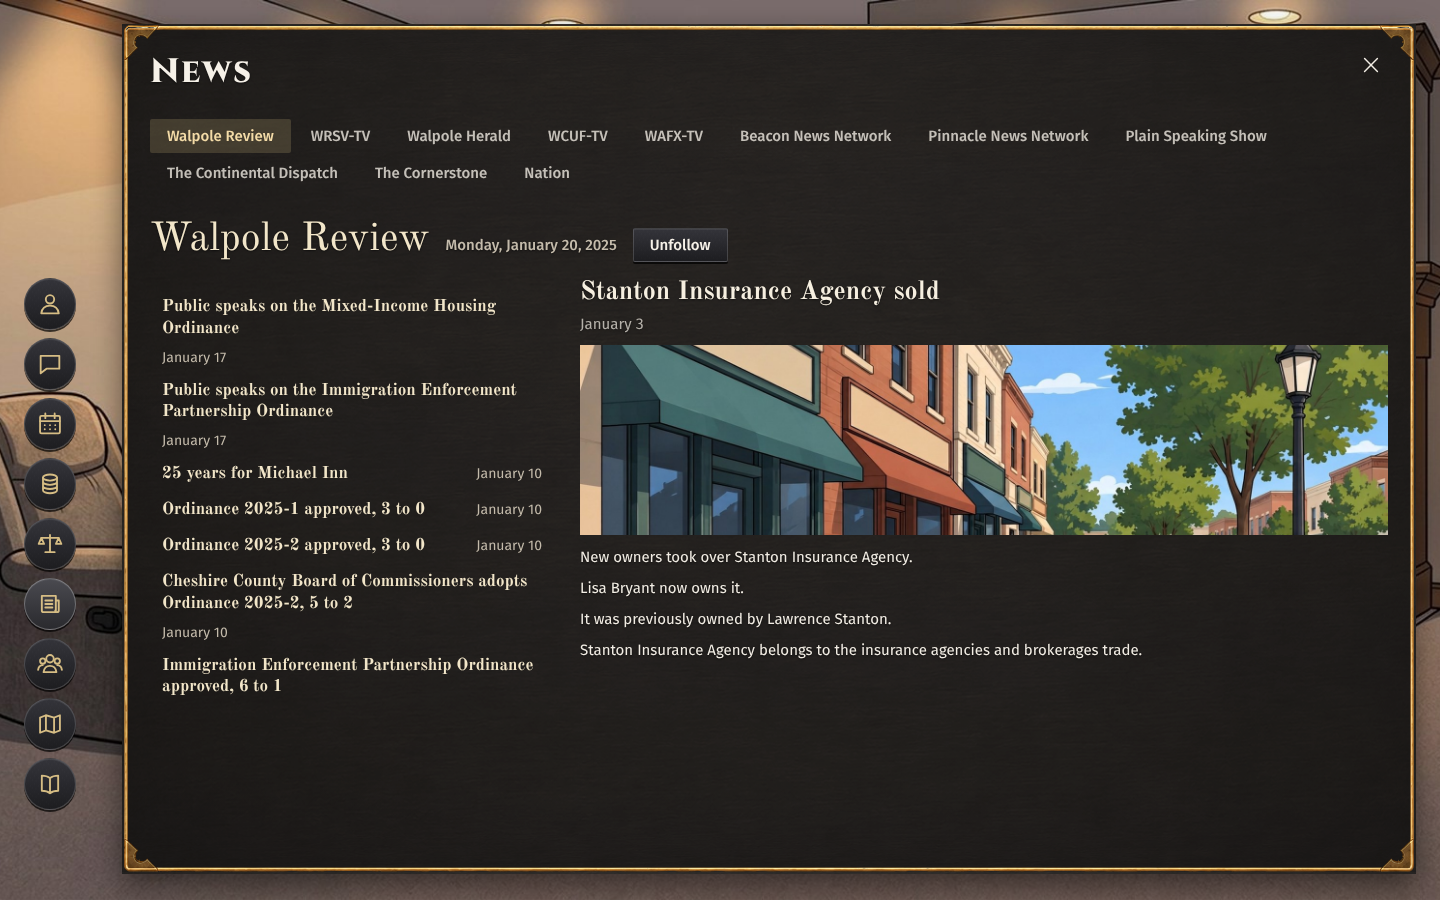 News
Walpole Review
WRSV-TV
Walpole Herald
WCUF-TV
WAFX-TV
Beacon News Network
Pinnacle News Network
Plain Speaking Show
The Continental Dispatch
The Cornerstone
Nation
Walpole Review
Monday, January 20, 2025
Unfollow
Public speaks on the Mixed-Income Housing
Ordinance
January 17
Public speaks on the Immigration Enforcement
Partnership Ordinance
January 17
25 years for Michael Inn
January 10
Ordinance 2025-1 approved, 3 to 0
January 10
Ordinance 2025-2 approved, 3 to 0
January 10
Cheshire County Board of Commissioners adopts
Ordinance 2025-2, 5 to 2
January 10
Immigration Enforcement Partnership Ordinance
approved, 6 to 1
Stanton Insurance Agency sold
January 3
New owners took over Stanton Insurance Agency.
Lisa Bryant now owns it.
It was previously owned by Lawrence Stanton.
Stanton Insurance Agency belongs to the insurance agencies and brokerages trade.